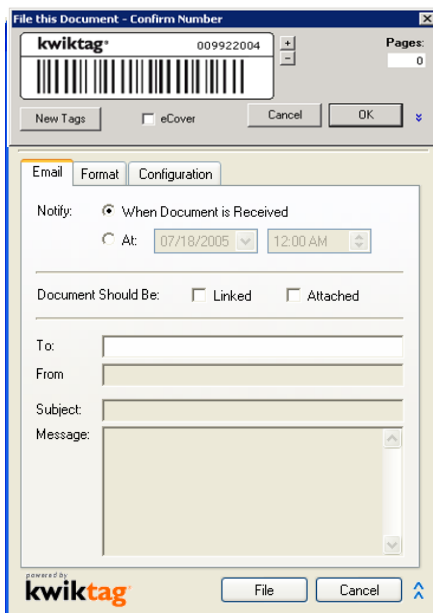 File this Document - Confirm Number
kwiktag® 009922004 + Pages:
- 0
New Tags eCover Cancel OK
Email Format Configuration
Notify: When Document is Received
At: 07/18/2005 12:00 AM
Document Should Be: Linked Attached
To:
From
Subject:
Message:
powered by
kwiktag File Cancel